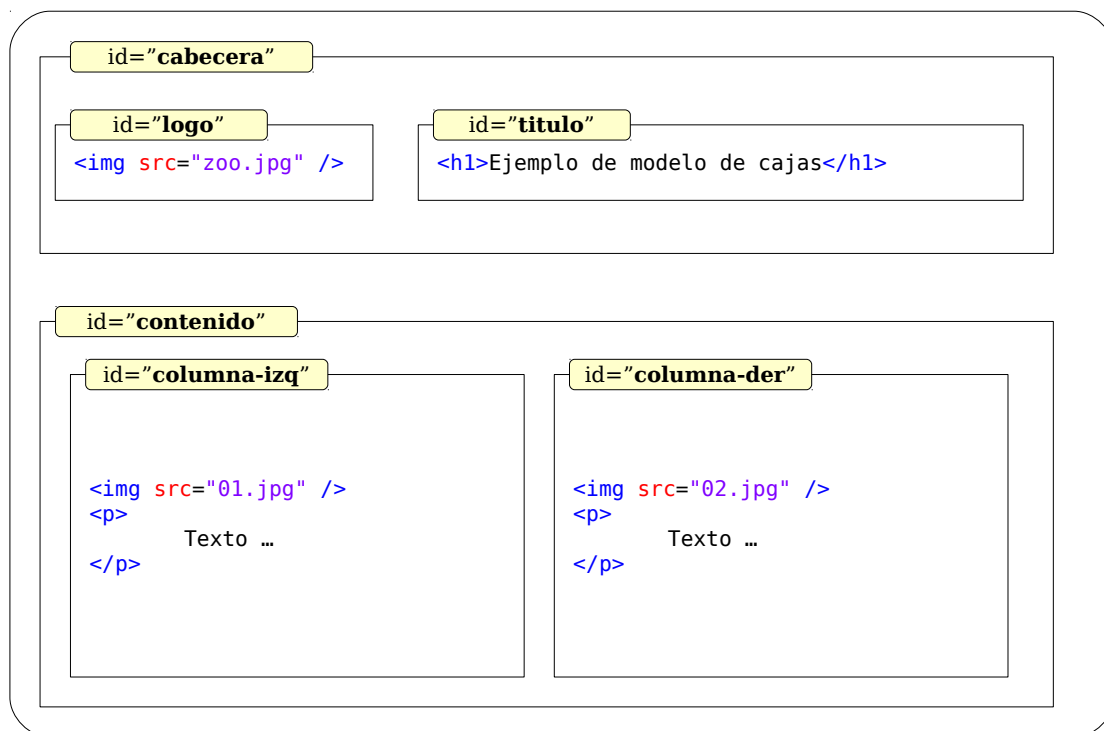 id=”cabecera”
id=”logo”
id=”titulo”
<img src="zoo.jpg" />
<h1>Ejemplo de modelo de cajas</h1>
id=”contenido”
id=”columna-izq”
id=”columna-der”
<img src="01.jpg" />
<p>
Texto …
</p>
<img src="02.jpg" />
<p>
Texto …
</p>